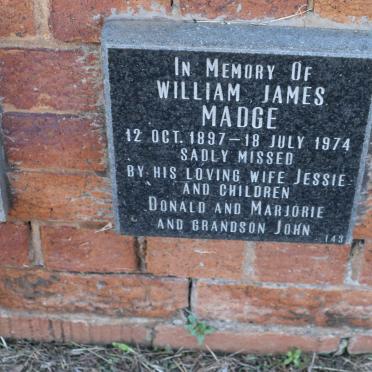 In Memory Of
WILLIAM JAMES
MADGE
12 OCT. 1897 – 18 JULY 1974
SADLY MISSED
BY HIS LOVING WIFE JESSIE
AND CHILDREN
DONALD AND MARJORIE
AND GRANDSON JOHN
143